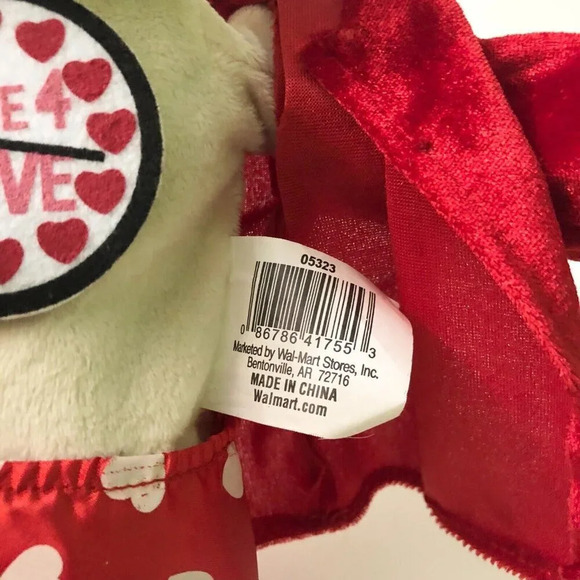 E 4
VE
05323
0 86786 41755 3
Marketed by Wal-Mart Stores, Inc.
Bentonville, AR 72716
MADE IN CHINA
Walmart.com